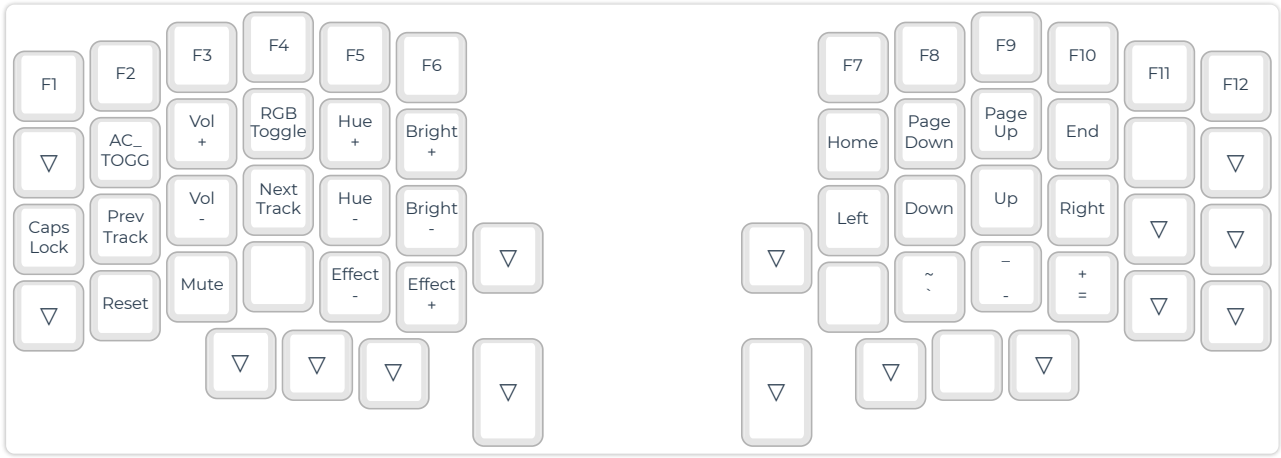 F1
F2
F3
F4
F5
F6
F7
F8
F9
F10
F11
F12
▽
AC_
TOGG
Vol
+
RGB
Toggle
Hue
+
Bright
+
Home
Page
Down
Page
Up
End
▽
Caps
Lock
Prev
Track
Vol
-
Next
Track
Hue
-
Bright
-
▽
▽
Left
Down
Up
Right
▽
▽
▽
Reset
Mute
Effect
-
Effect
+
~
`
_
-
+
=
▽
▽
▽
▽
▽
▽
▽
▽
▽